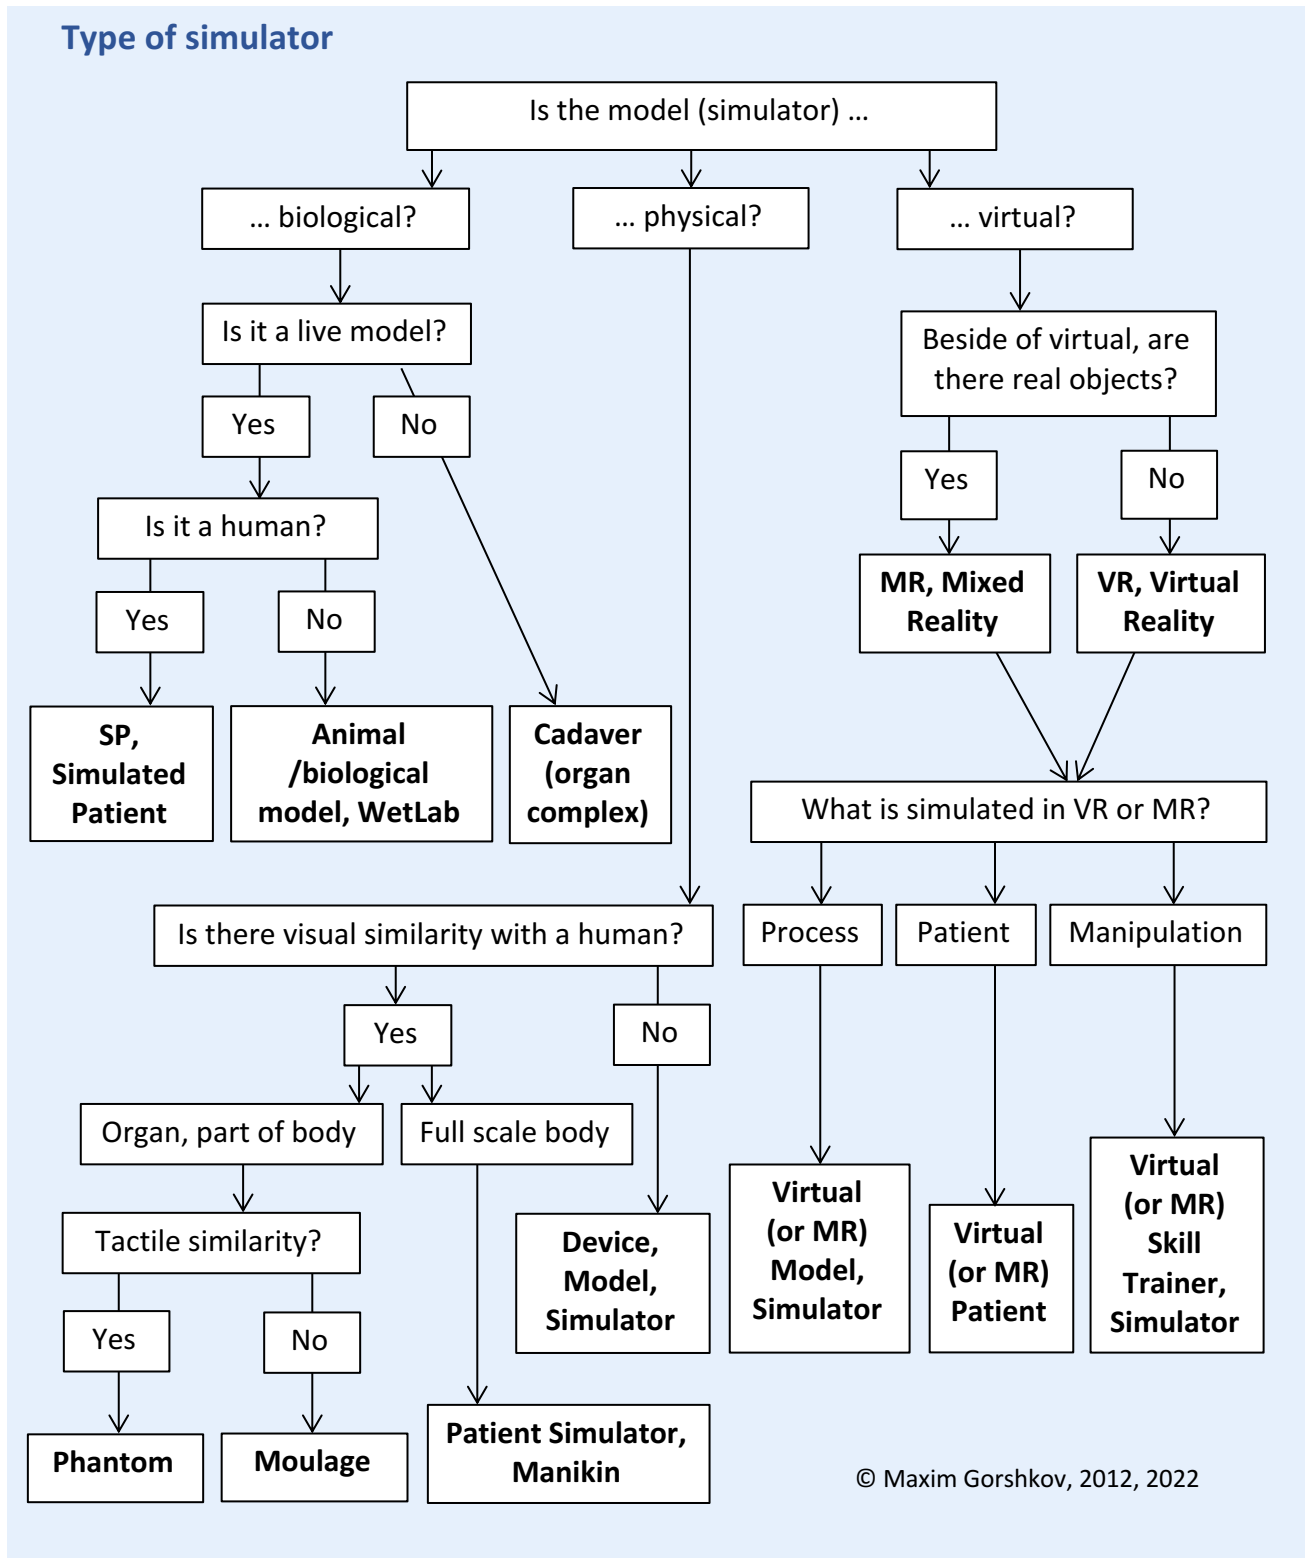 Type of simulator
Is the model (simulator) …
… biological?
… physical?
… virtual?
Is it a live model?
Beside of virtual, are
there real objects?
Yes
No
Yes
No
Is it a human?
MR, Mixed
Reality
VR, Virtual
Reality
Yes
No
SP,
Simulated
Patient
Animal
/biological
model, WetLab
Cadaver
(organ
complex)
What is simulated in VR or MR?
Is there visual similarity with a human?
Process
Patient
Manipulation
Yes
No
Organ, part of body
Full scale body
Virtual
(or MR)
Skill
Trainer,
Simulator
Virtual
(or MR)
Model,
Simulator
Virtual
(or MR)
Patient
Tactile similarity?
Device,
Model,
Simulator
Yes
No
Phantom
Moulage
Patient Simulator,
Manikin
© Maxim Gorshkov, 2012, 2022